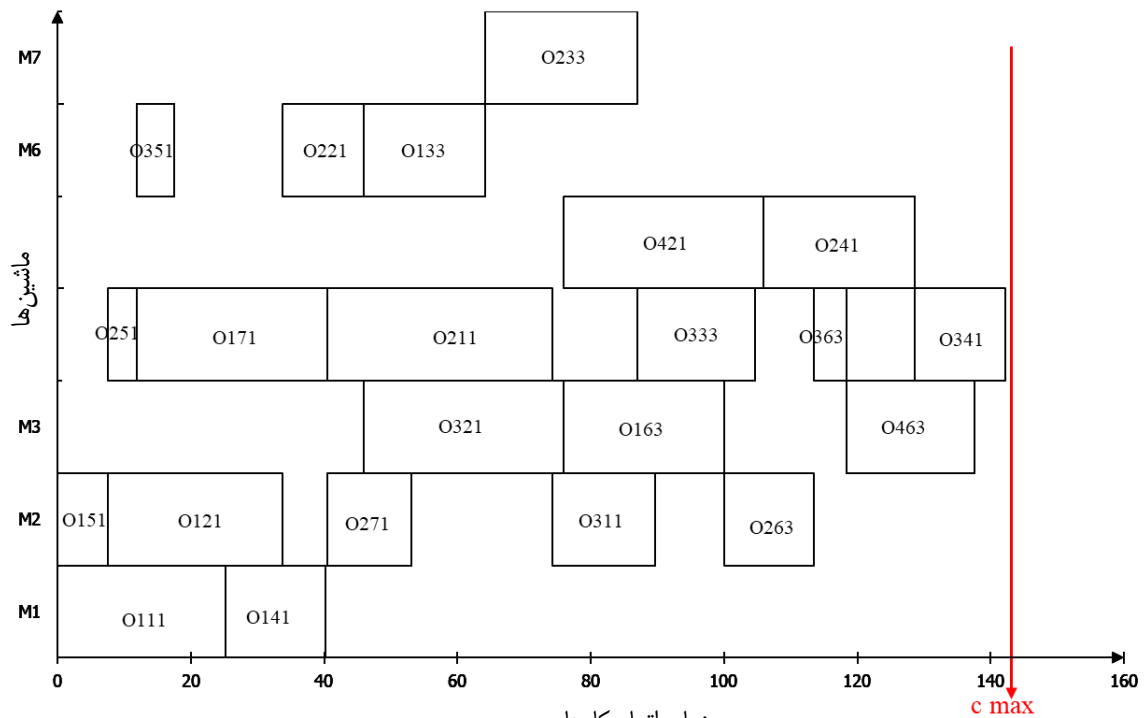 M7
O233
M6
O351
O221
O133
O421
O241
ماشین‌ها
O251
O171
O211
O333
O363
O341
M3
O321
O163
O463
M2
O151
O121
O271
O311
O263
M1
O111
O141
0 20 40 60 80 100 120 140 160
c max